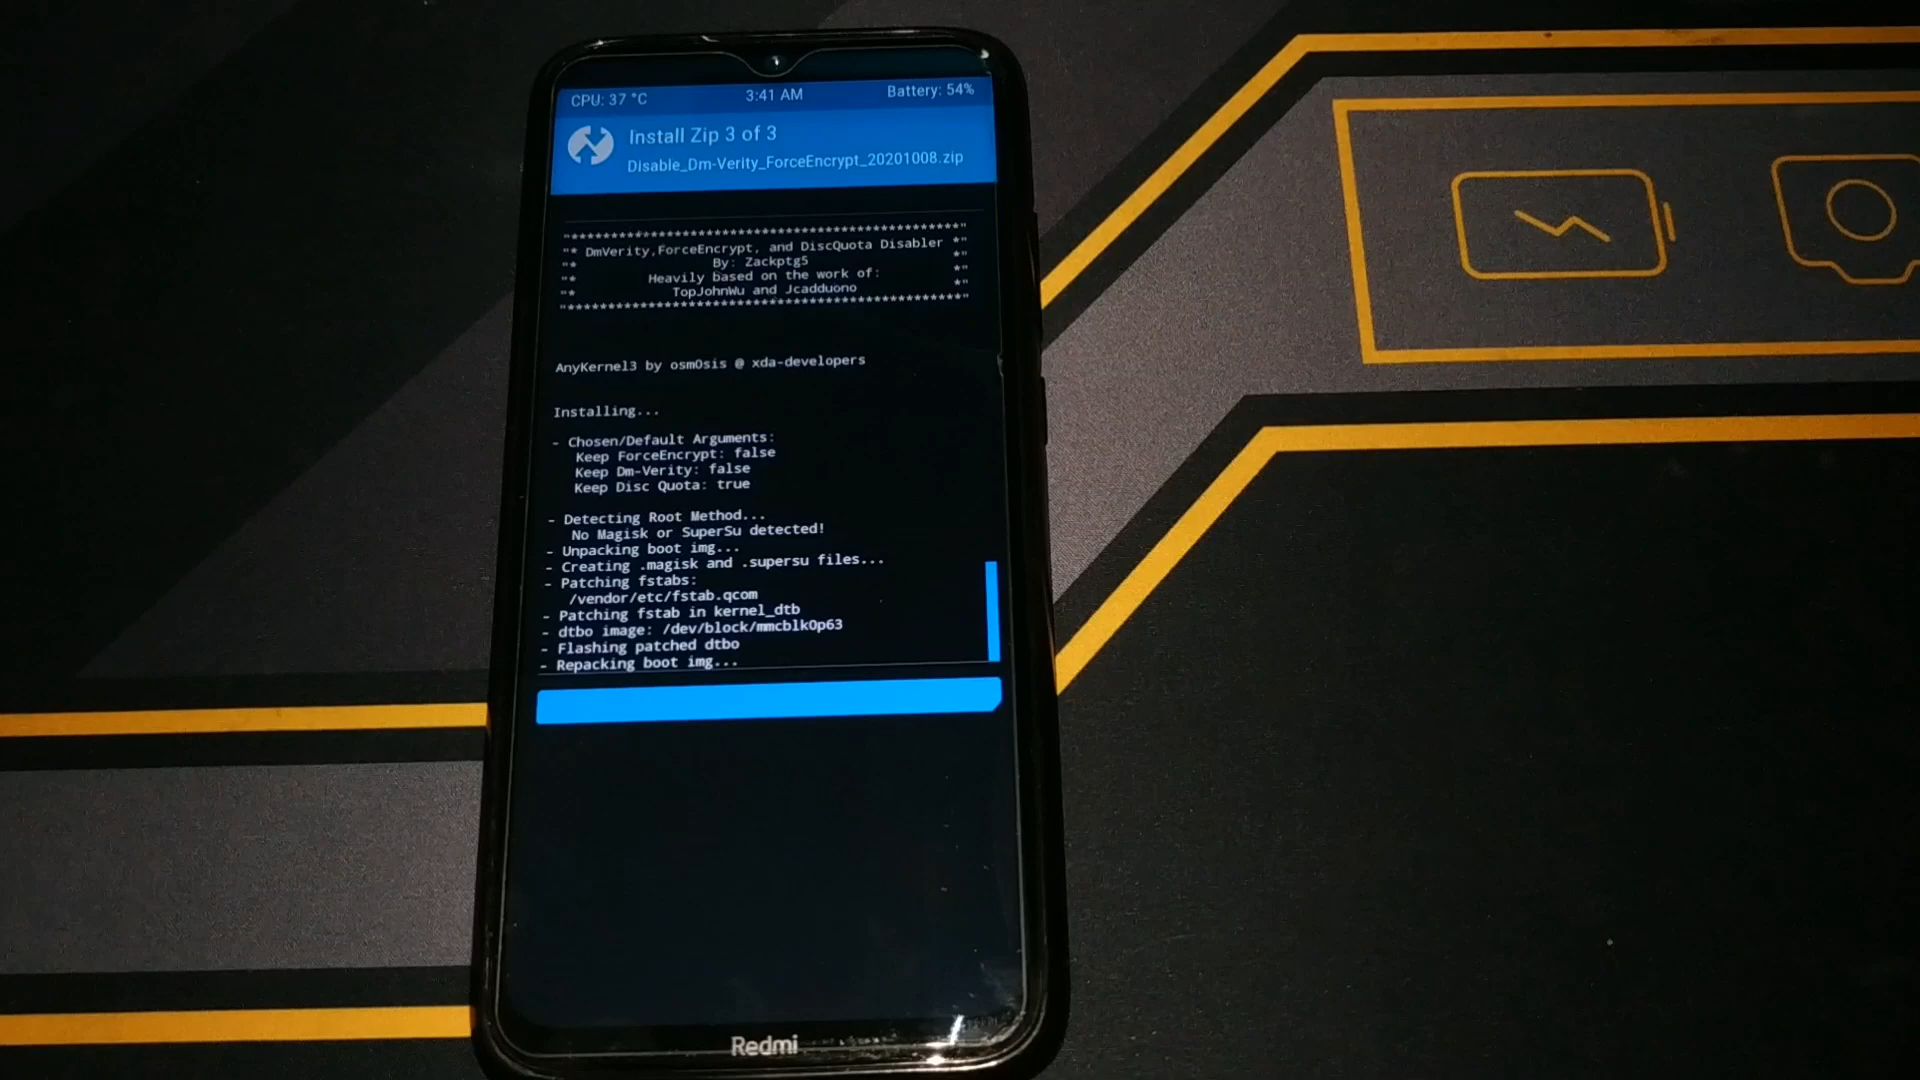 CPU: 37 °C 3:41 AM Battery: 54%
Install Zip 3 of 3
Disable_Dm-Verity_ForceEncrypt_20201008.zip
"*************************************************"
"* DmVerity,ForceEncrypt, and DiscQuota Disabler *"
"* By: Zackptg5 *"
"* Heavily based on the work of: *"
"* TopJohnWu and Jcadduono *"
"*************************************************"
AnyKernel3 by osm0sis @ xda-developers
Installing...
- Chosen/Default Arguments:
Keep ForceEncrypt: false
Keep Dm-Verity: false
Keep Disc Quota: true
- Detecting Root Method...
No Magisk or SuperSu detected!
- Unpacking boot img...
- Creating .magisk and .supersu files...
- Patching fstabs:
/vendor/etc/fstab.qcom
- Patching fstab in kernel_dtb
- dtbo image: /dev/block/mmcblk0p63
- Flashing patched dtbo
- Repacking boot img...
Redmi